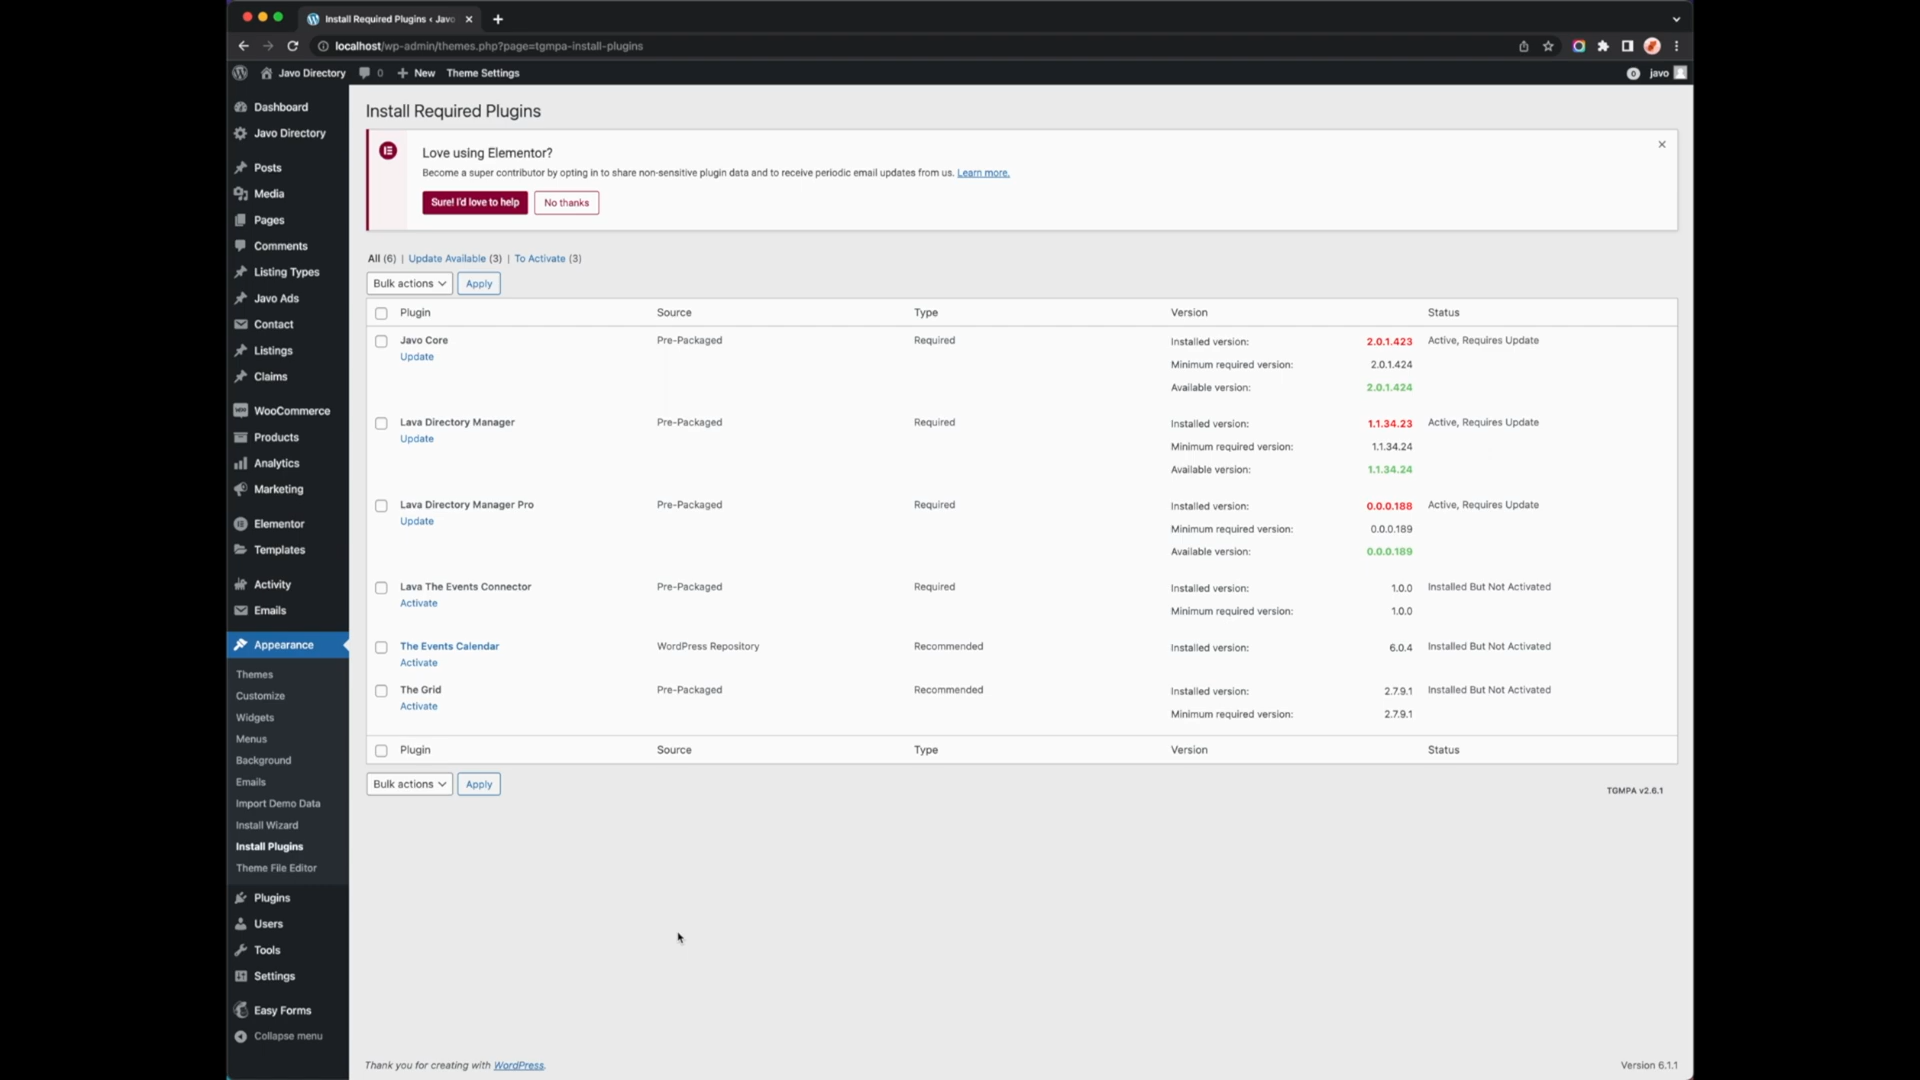 Install Required Plugins ‹ Javo
localhost/wp-admin/themes.php?page=tgmpa-install-plugins
Javo Directory 0 New Theme Settings 0 javo
Dashboard
Javo Directory
Posts
Media
Pages
Comments
Listing Types
Javo Ads
Contact
Listings
Claims
WooCommerce
Products
Analytics
Marketing
Elementor
Templates
Activity
Emails
Appearance
Themes
Customize
Widgets
Menus
Background
Emails
Import Demo Data
Install Wizard
Install Plugins
Theme File Editor
Plugins
Users
Tools
Settings
Easy Forms
Collapse menu
Install Required Plugins
Love using Elementor?
Become a super contributor by opting in to share non-sensitive plugin data and to receive periodic email updates from us. Learn more.
Sure! I'd love to help No thanks
All (6) | Update Available (3) | To Activate (3)
Bulk actions Apply
Plugin Source Type Version Status
Javo Core Pre-Packaged Required Installed version: 2.0.1.423 Active, Requires Update
Update Minimum required version: 2.0.1.424
Available version: 2.0.1.424
Lava Directory Manager Pre-Packaged Required Installed version: 1.1.34.23 Active, Requires Update
Update Minimum required version: 1.1.34.24
Available version: 1.1.34.24
Lava Directory Manager Pro Pre-Packaged Required Installed version: 0.0.0.188 Active, Requires Update
Update Minimum required version: 0.0.0.189
Available version: 0.0.0.189
Lava The Events Connector Pre-Packaged Required Installed version: 1.0.0 Installed But Not Activated
Activate Minimum required version: 1.0.0
The Events Calendar WordPress Repository Recommended Installed version: 6.0.4 Installed But Not Activated
Activate
The Grid Pre-Packaged Recommended Installed version: 2.7.9.1 Installed But Not Activated
Activate Minimum required version: 2.7.9.1
Plugin Source Type Version Status
Bulk actions Apply
TGMPA v2.6.1
Thank you for creating with WordPress. Version 6.1.1